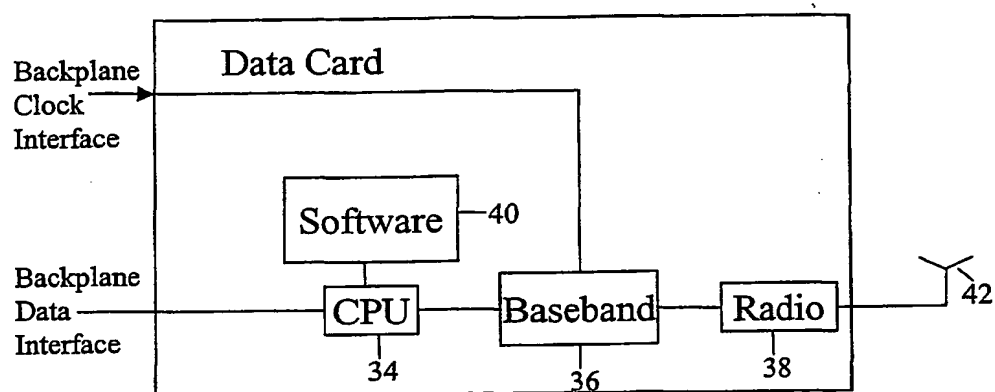 Data Card
Backplane
Clock
Interface
Software
40
Backplane
Data
Interface
CPU
Baseband
Radio
42
34
36
38